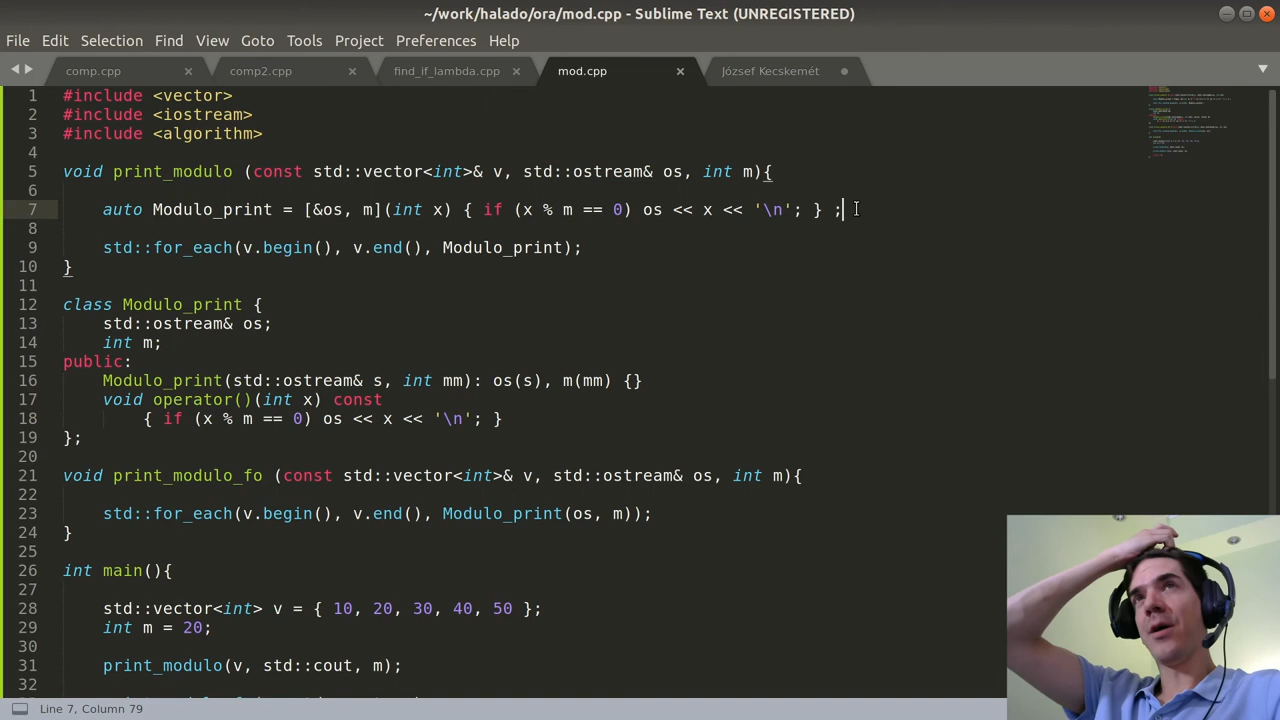 ~/work/halado/ora/mod.cpp - Sublime Text (UNREGISTERED)
File Edit Selection Find View Goto Tools Project Preferences Help
comp.cpp comp2.cpp find_if_lambda.cpp mod.cpp József Kecskemét
1 #include <vector>
2 #include <iostream>
3 #include <algorithm>
4
5 void print_modulo (const std::vector<int>& v, std::ostream& os, int m){
6
7 auto Modulo_print = [&os, m](int x) { if (x % m == 0) os << x << '\n'; } ;
8
9 std::for_each(v.begin(), v.end(), Modulo_print);
10 }
11
12 class Modulo_print {
13 std::ostream& os;
14 int m;
15 public:
16 Modulo_print(std::ostream& s, int mm): os(s), m(mm) {}
17 void operator()(int x) const
18 { if (x % m == 0) os << x << '\n'; }
19 };
20
21 void print_modulo_fo (const std::vector<int>& v, std::ostream& os, int m){
22
23 std::for_each(v.begin(), v.end(), Modulo_print(os, m));
24 }
25
26 int main(){
27
28 std::vector<int> v = { 10, 20, 30, 40, 50 };
29 int m = 20;
30
31 print_modulo(v, std::cout, m);
32
Line 7, Column 79